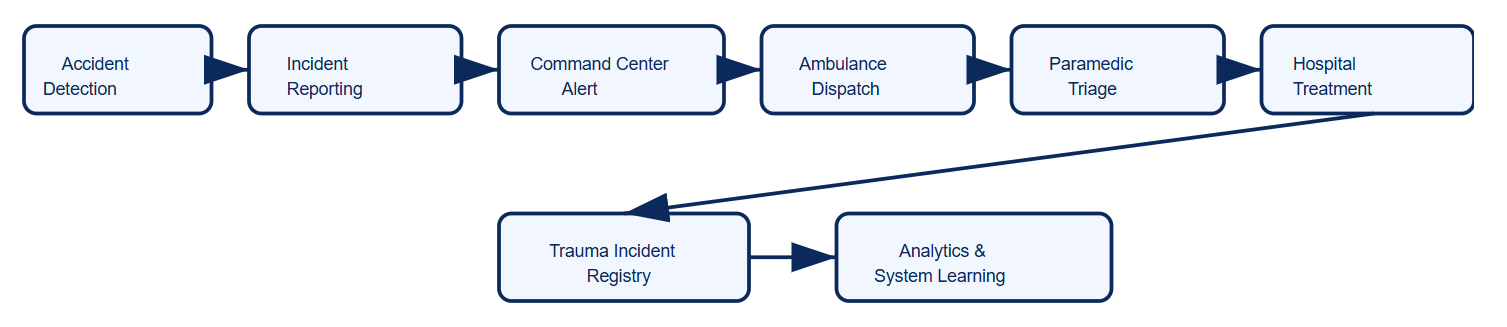 Accident
Detection
Incident
Reporting
Command Center
Alert
Ambulance
Dispatch
Paramedic
Triage
Hospital
Treatment
Trauma Incident
Registry
Analytics &
System Learning